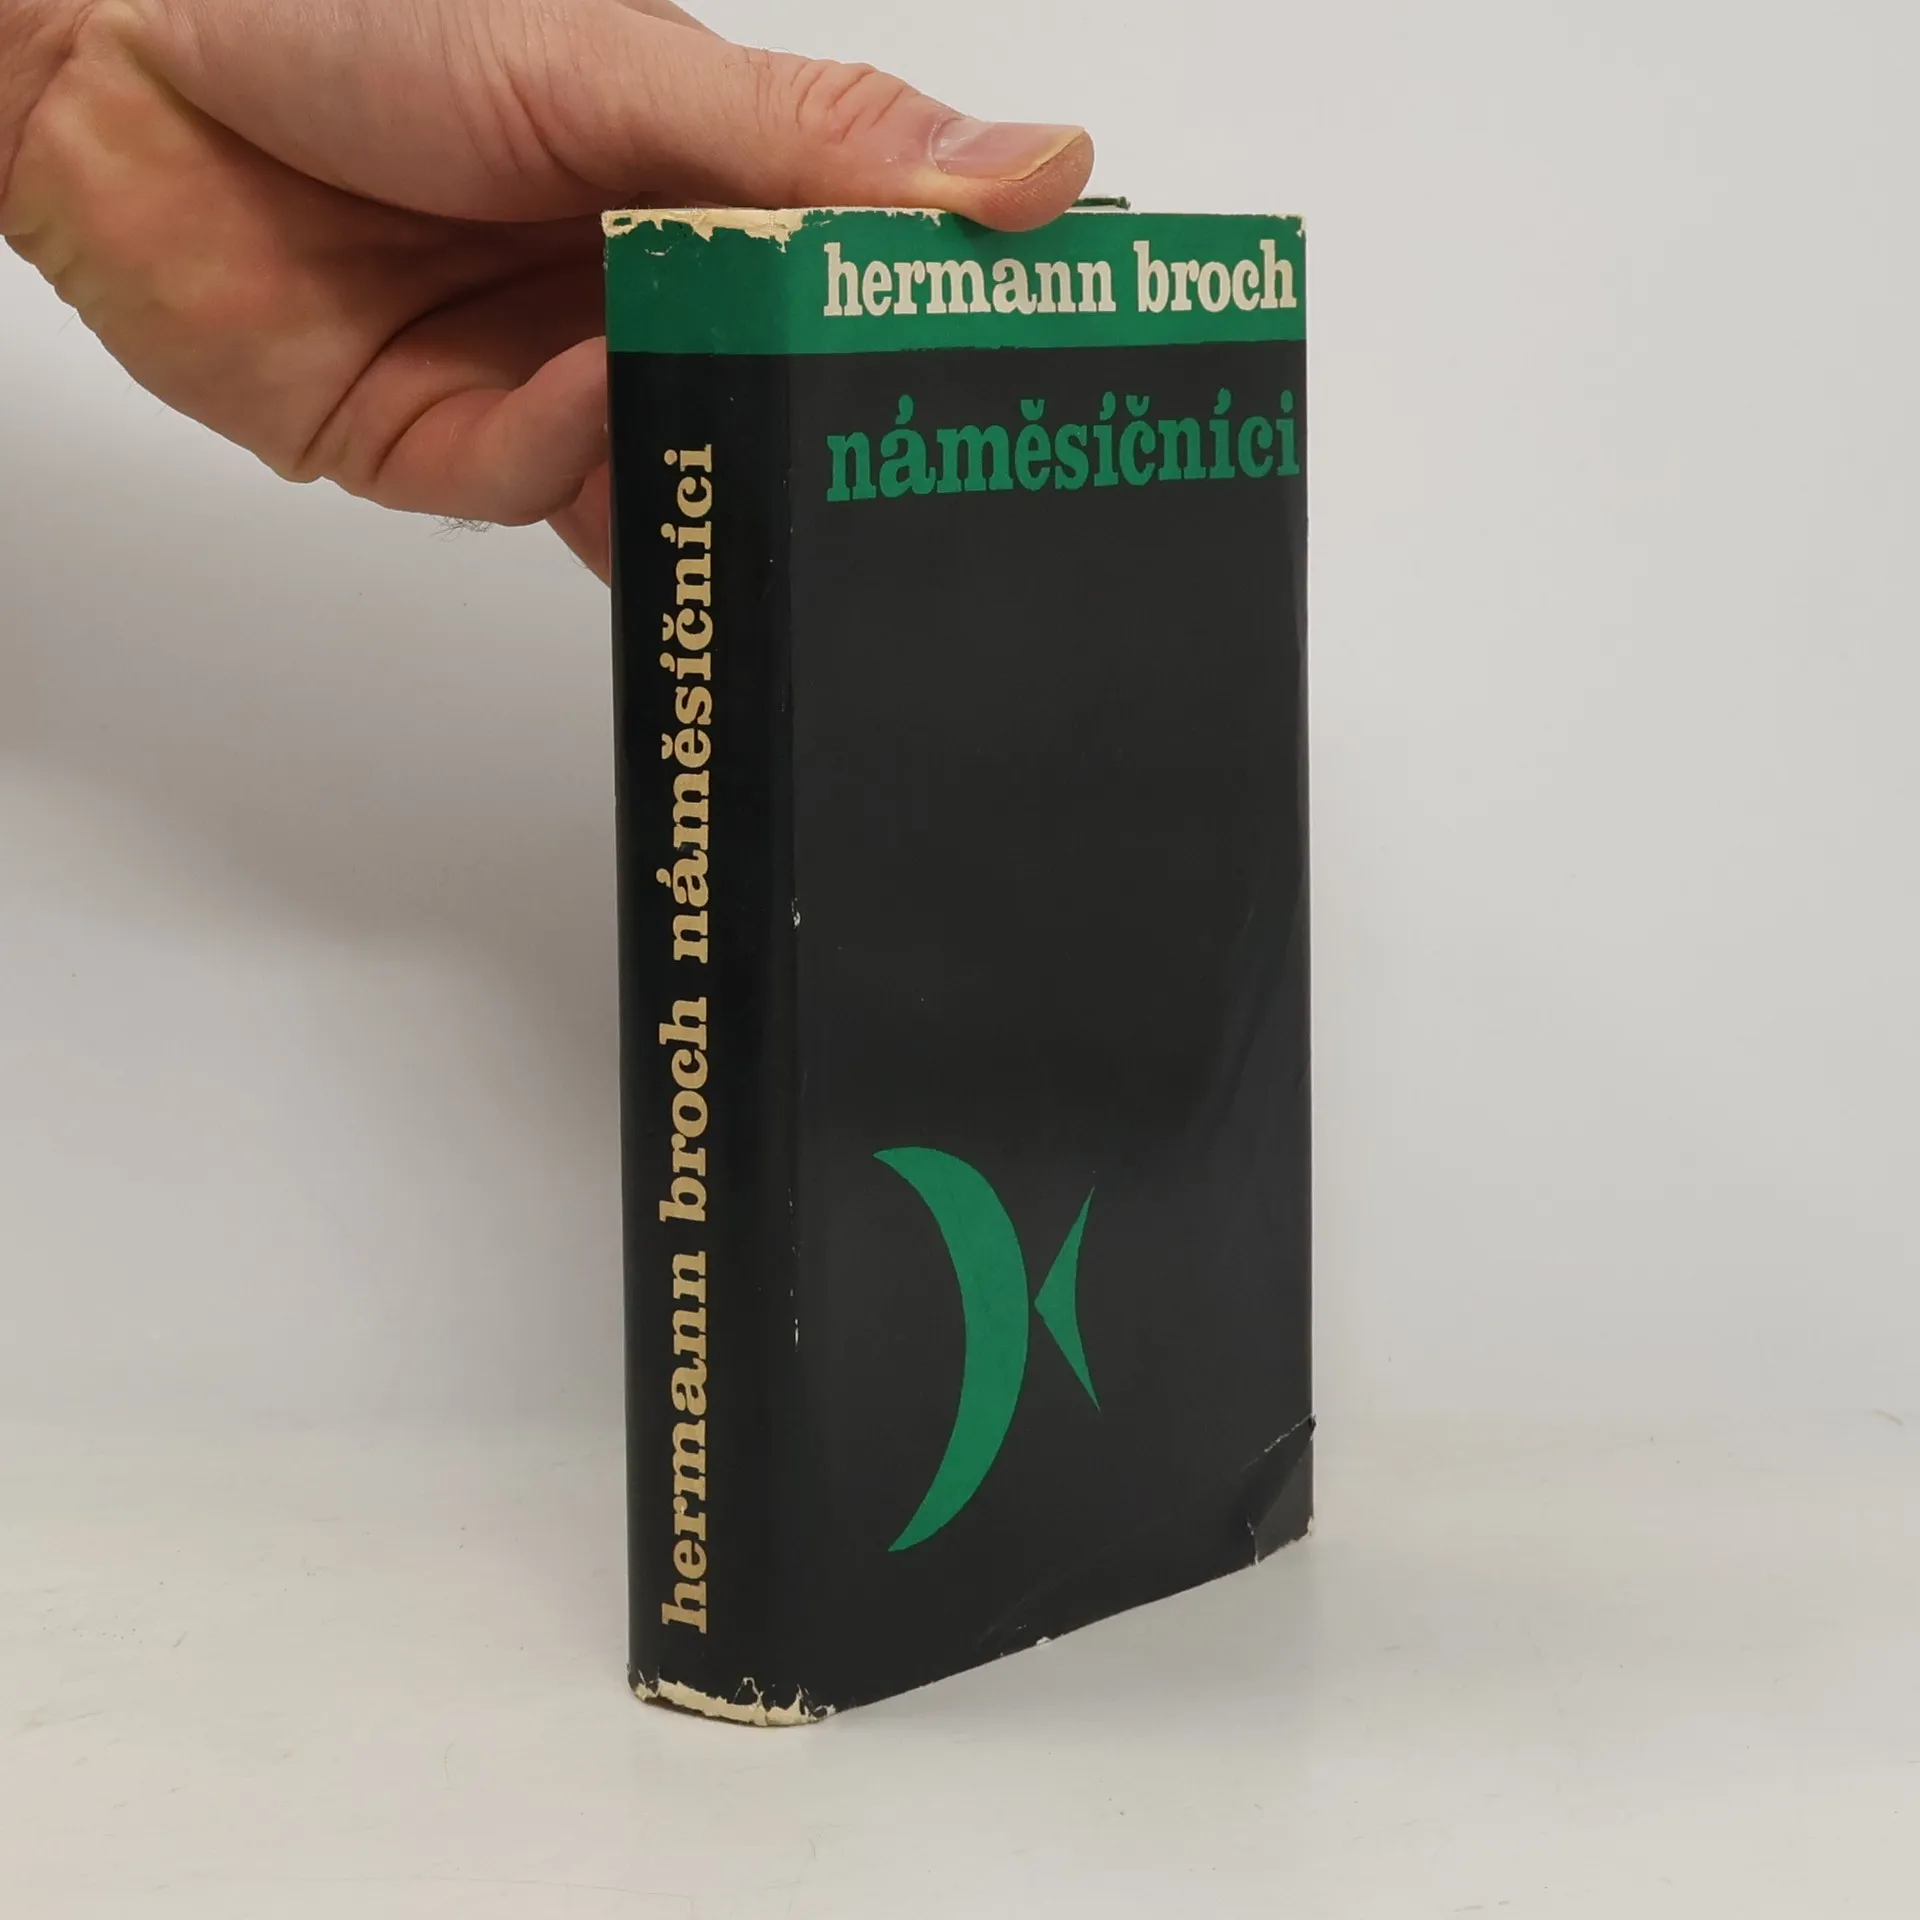 hermann broch
náměsíčníci
hermann broch náměsíčníci